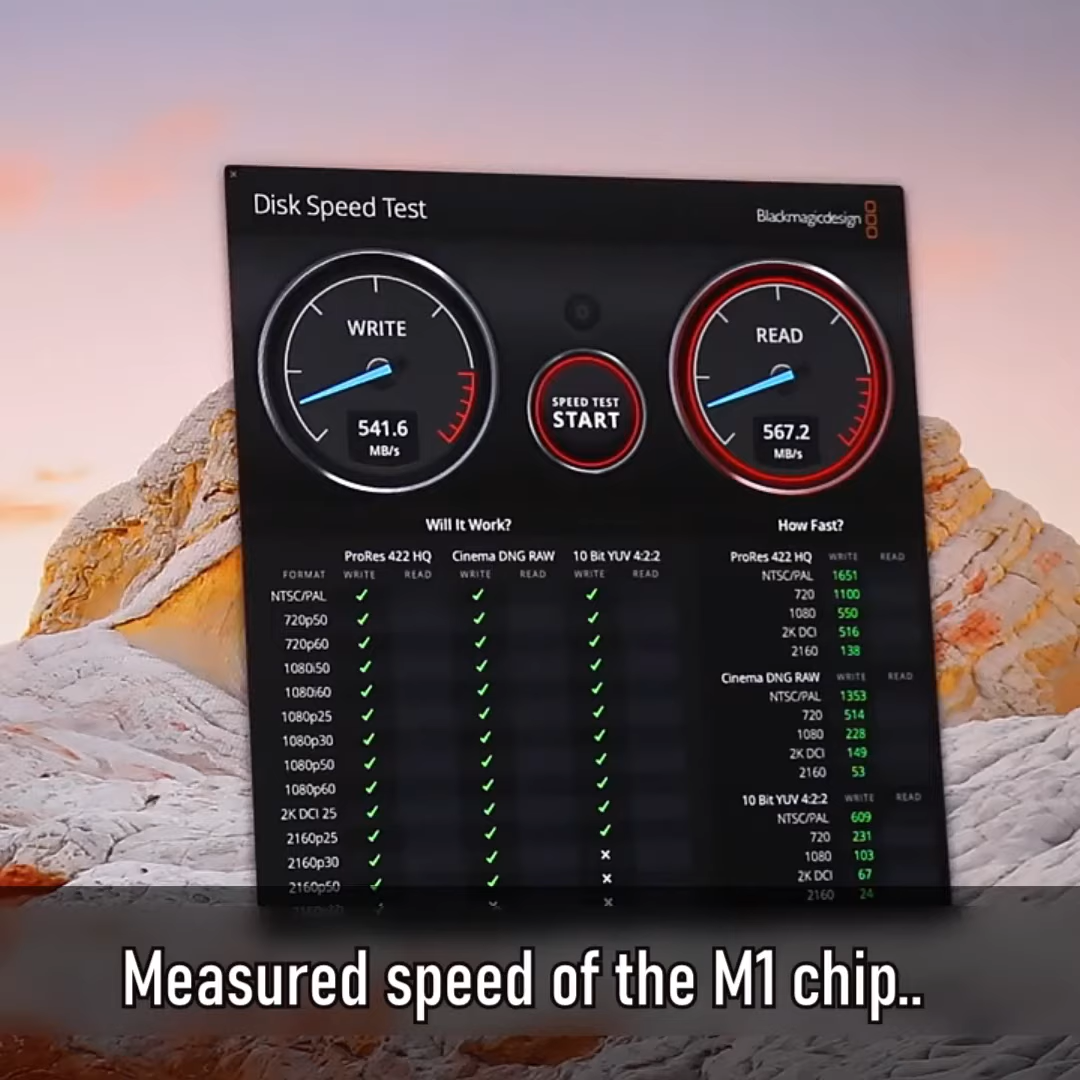 Disk Speed Test
Blackmagicdesign
WRITE
541.6
MB/s
SPEED TEST
START
READ
567.2
MB/s
Will It Work?
ProRes 422 HQ Cinema DNG RAW 10 Bit YUV 4:2:2
FORMAT WRITE READ WRITE READ WRITE READ
NTSC/PAL ✓ ✓ ✓
720p50 ✓ ✓ ✓
720p60 ✓ ✓ ✓
1080i50 ✓ ✓ ✓
1080i60 ✓ ✓ ✓
1080p25 ✓ ✓ ✓
1080p30 ✓ ✓ ✓
1080p50 ✓ ✓ ✓
1080p60 ✓ ✓ ✓
2K DCI 25 ✓ ✓ ✓
2160p25 ✓ ✓ ✓
2160p30 ✓ ✓ ×
2160p50 ✓ ✓ ×
How Fast?
ProRes 422 HQ WRITE READ
NTSC/PAL 1651
720 1100
1080 550
2K DCI 516
2160 138
Cinema DNG RAW WRITE READ
NTSC/PAL 1353
720 514
1080 228
2K DCI 149
2160 53
10 Bit YUV 4:2:2 WRITE READ
NTSC/PAL 609
720 231
1080 103
2K DCI 67
2160 24
Measured speed of the M1 chip..